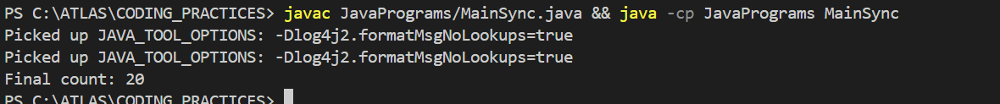 PS C:\ATLAS\CODING_PRACTICES> javac JavaPrograms/MainSync.java && java -cp JavaPrograms MainSync
Picked up JAVA_TOOL_OPTIONS: -Dlog4j2.formatMsgNoLookups=true
Picked up JAVA_TOOL_OPTIONS: -Dlog4j2.formatMsgNoLookups=true
Final count: 20
PS C:\ATLAS\CODING_PRACTICES>